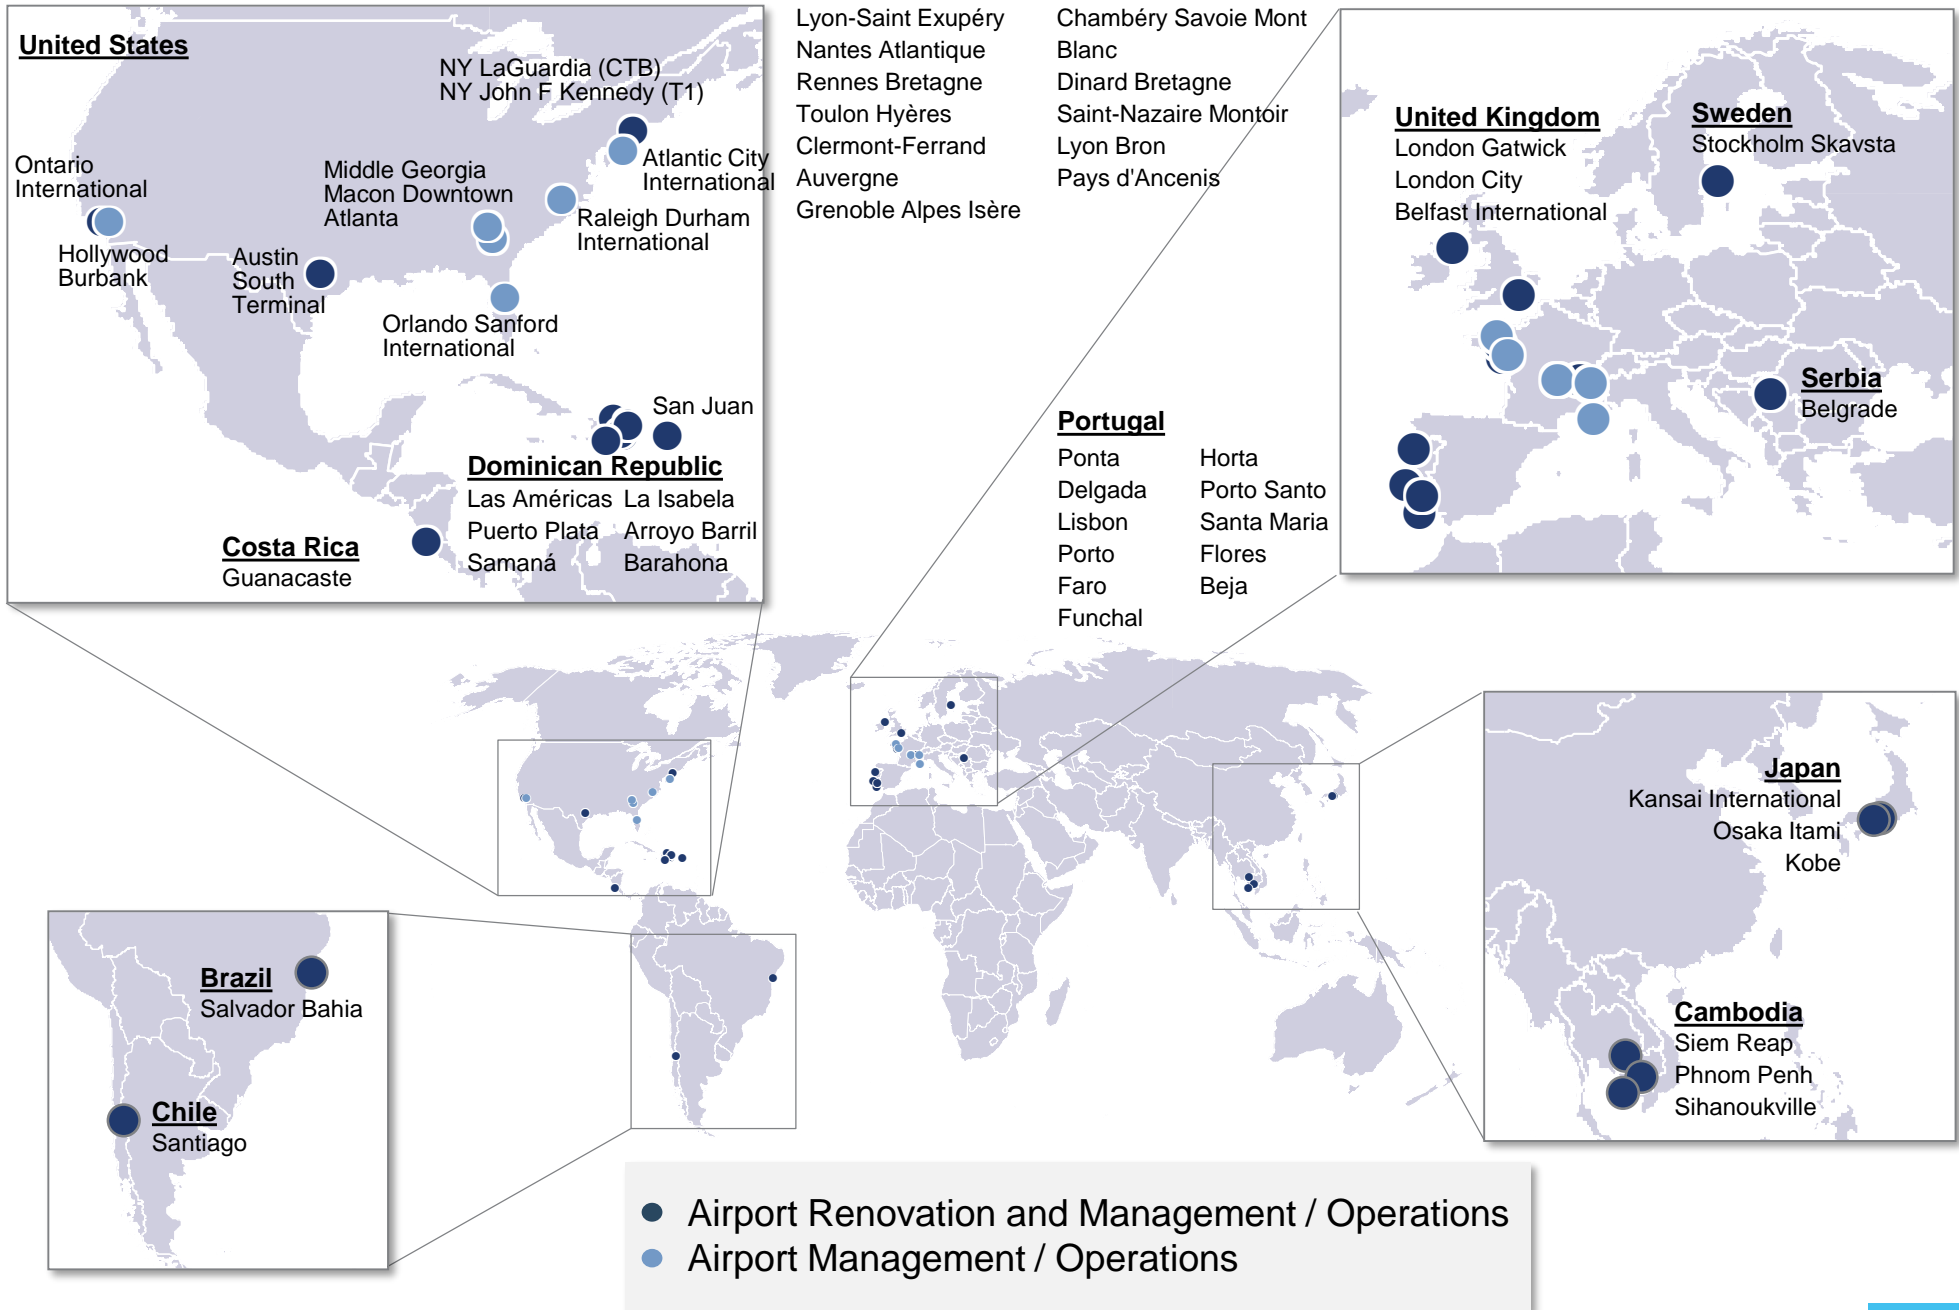 United States
NY LaGuardia (CTB)
NY John F Kennedy (T1)
Ontario
International
Middle Georgia
Macon Downtown
Atlanta
Atlantic City
International
Raleigh Durham
International
Hollywood
Burbank
Austin
South
Terminal
Orlando Sanford
International
San Juan
Dominican Republic
Las Américas La Isabela
Puerto Plata Arroyo Barril
Samaná Barahona
Costa Rica
Guanacaste
Lyon-Saint Exupéry
Nantes Atlantique
Rennes Bretagne
Toulon Hyères
Clermont-Ferrand
Auvergne
Grenoble Alpes Isère
Chambéry Savoie Mont
Blanc
Dinard Bretagne
Saint-Nazaire Montoir
Lyon Bron
Pays d'Ancenis
United Kingdom
London Gatwick
London City
Belfast International
Sweden
Stockholm Skavsta
Serbia
Belgrade
Portugal
Ponta
Delgada
Lisbon
Porto
Faro
Funchal
Horta
Porto Santo
Santa Maria
Flores
Beja
Japan
Kansai International
Osaka Itami
Kobe
Cambodia
Siem Reap
Phnom Penh
Sihanoukville
Brazil
Salvador Bahia
Chile
Santiago
Airport Renovation and Management / Operations
Airport Management / Operations